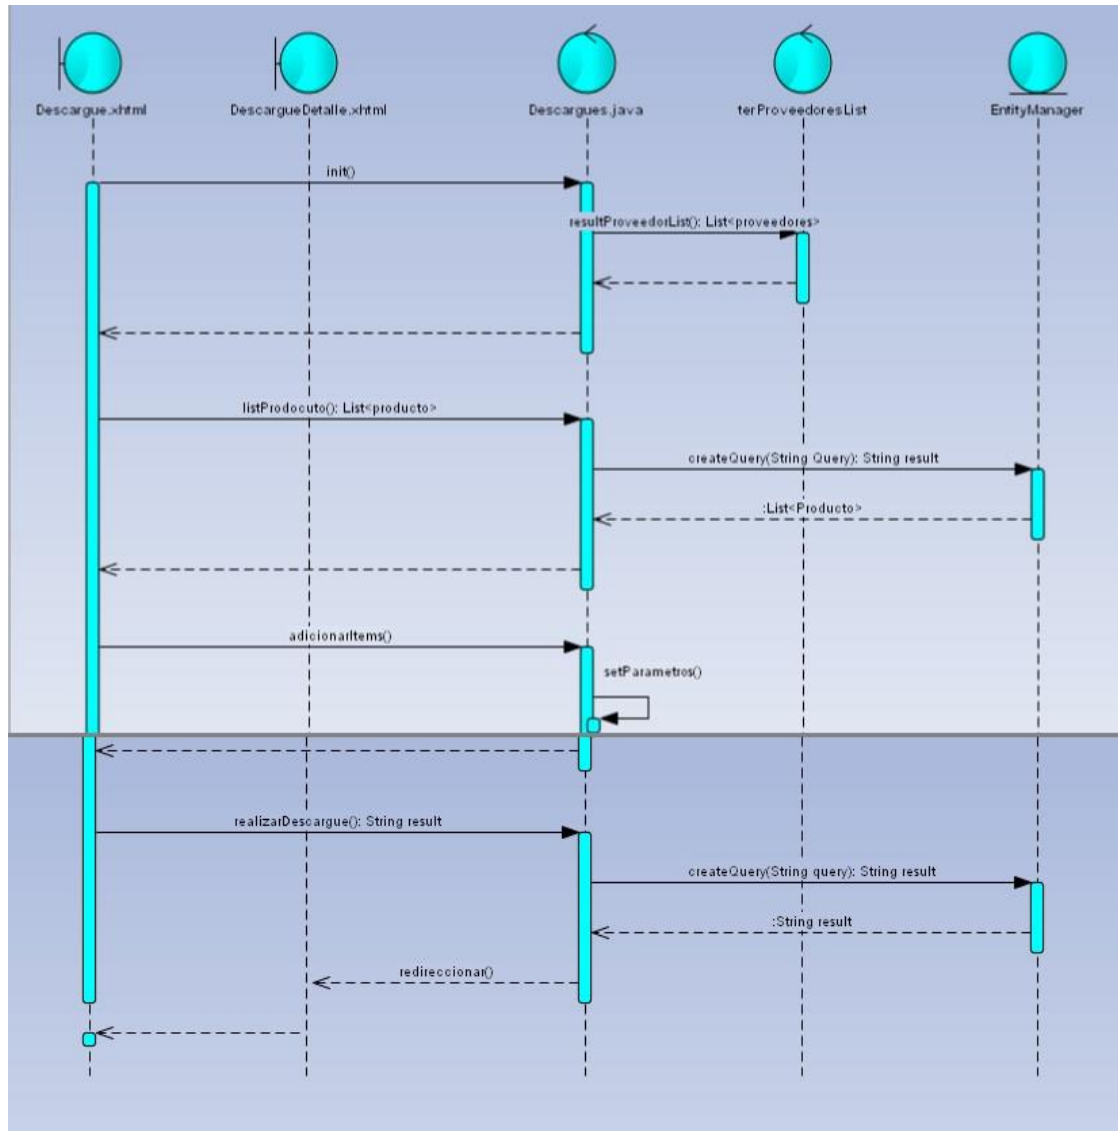 Descargue.xhtml
DescargueDetalle.xhtml
Descargues.java
terProveedoresList
EntityManager
init()
resultProveedorList(): List<proveedores>
listProdocuto(): List<producto>
createQuery(String Query): String result
:List<Producto>
adicionarItems()
setParametros()
realizarDescargue(): String result
createQuery(String query): String result
:String result
redireccionar()